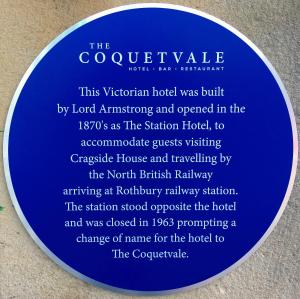 THE
COQUETVALE
HOTEL • BAR • RESTAURANT
This Victorian hotel was built
by Lord Armstrong and opened in the
1870's as The Station Hotel, to
accommodate guests visiting
Cragside House and travelling by
the North British Railway
arriving at Rothbury railway station.
The station stood opposite the hotel
and was closed in 1963 prompting a
change of name for the hotel to
The Coquetvale.